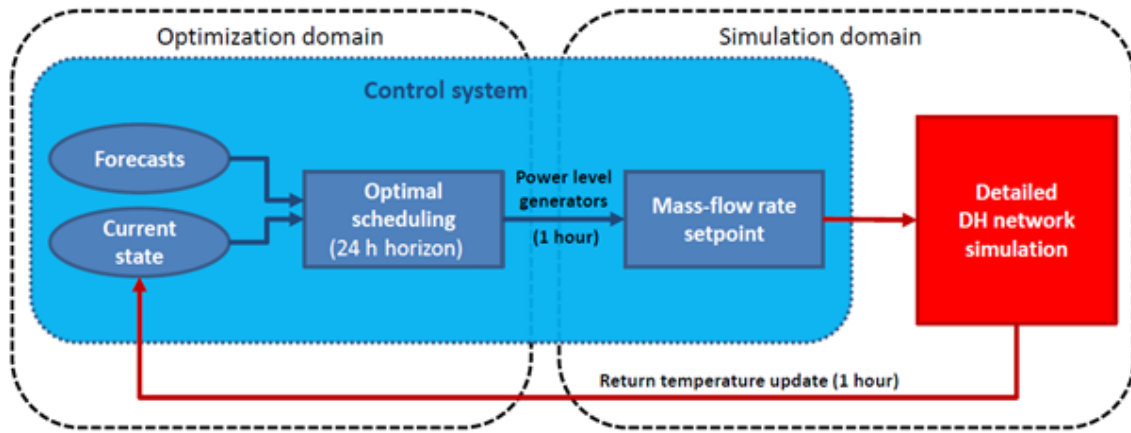 Optimization domain
Simulation domain
Control system
Forecasts
Current
state
Optimal
scheduling
(24 h horizon)
Power level
generators
(1 hour)
Mass-flow rate
setpoint
Detailed
DH network
simulation
Return temperature update (1 hour)